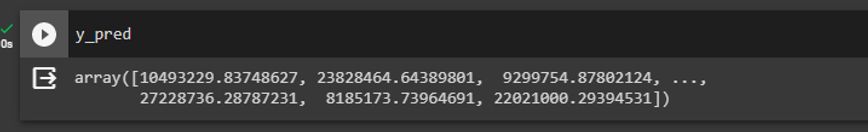 y_pred
0s
array([10493229.83748627, 23828464.64389801,  9299754.87802124, ...,
27228736.28787231,  8185173.73964691, 22021000.29394531])